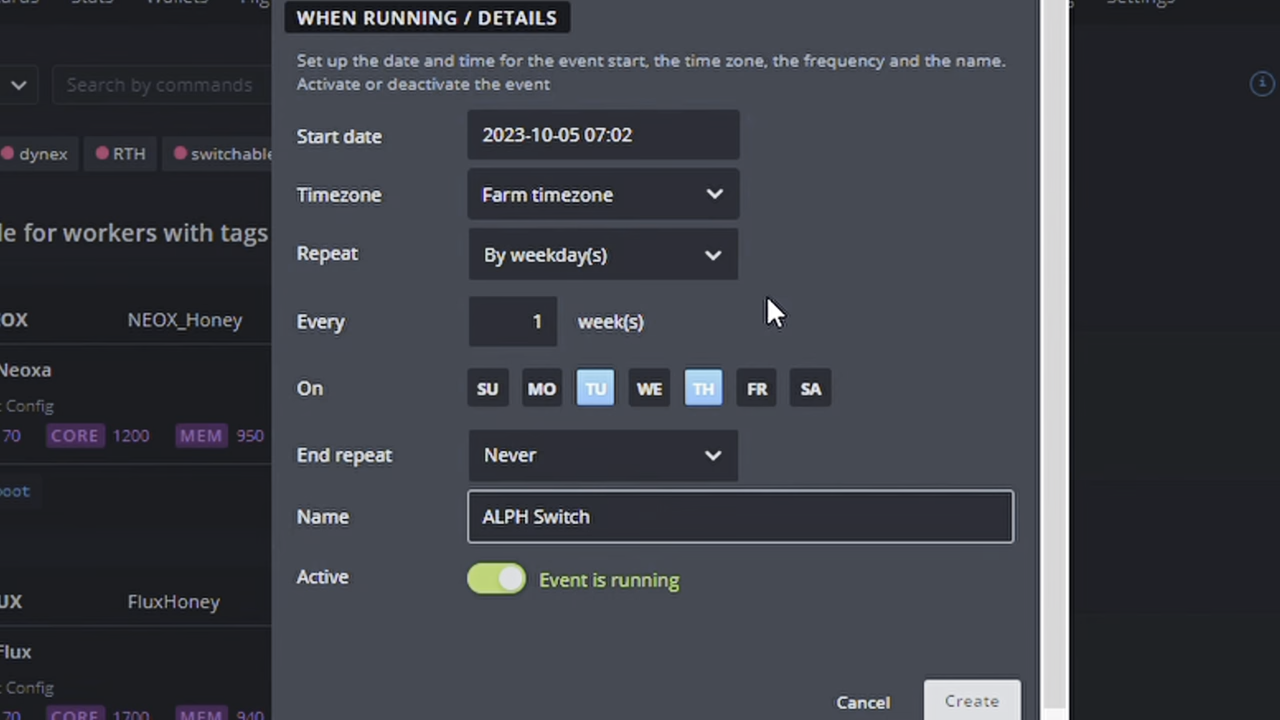 WHEN RUNNING / DETAILS
Set up the date and time for the event start, the time zone, the frequency and the name.
Activate or deactivate the event
Search by commands
dynex
RTH
switchable
Start date
2023-10-05 07:02
Timezone
Farm timezone
le for workers with tags
Repeat
By weekday(s)
OX
NEOX_Honey
Every
1
week(s)
Neoxa
Config
On
SU MO TU WE TH FR SA
70 CORE 1200 MEM 950
End repeat
Never
oot
Name
ALPH Switch
Active
Event is running
UX
FluxHoney
Flux
Config
Cancel
Create
70 CORE 1700 MEM 940
Settings